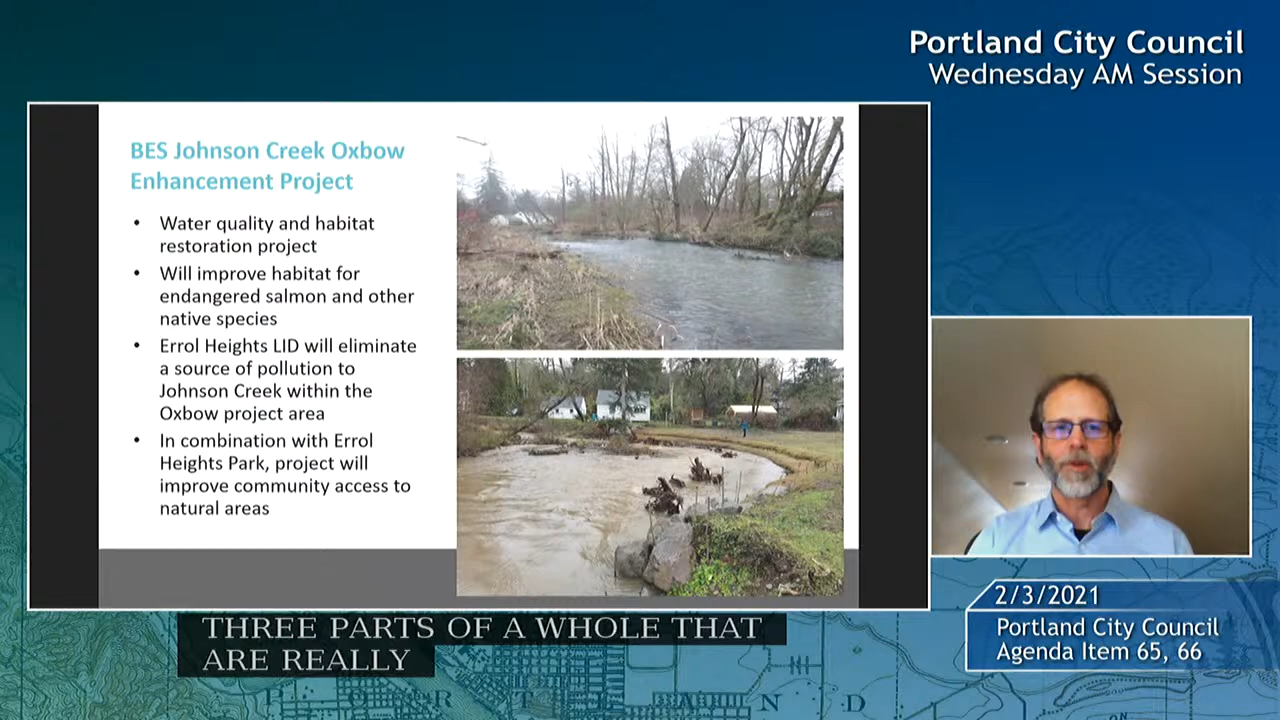 Portland City Council
Wednesday AM Session
BES Johnson Creek Oxbow
Enhancement Project
• Water quality and habitat
restoration project
• Will improve habitat for
endangered salmon and other
native species
• Errol Heights LID will eliminate
a source of pollution to
Johnson Creek within the
Oxbow project area
• In combination with Errol
Heights Park, project will
improve community access to
natural areas
2/3/2021
Portland City Council
Agenda Item 65, 66
THREE PARTS OF A WHOLE THAT
ARE REALLY
P O R T L A N D